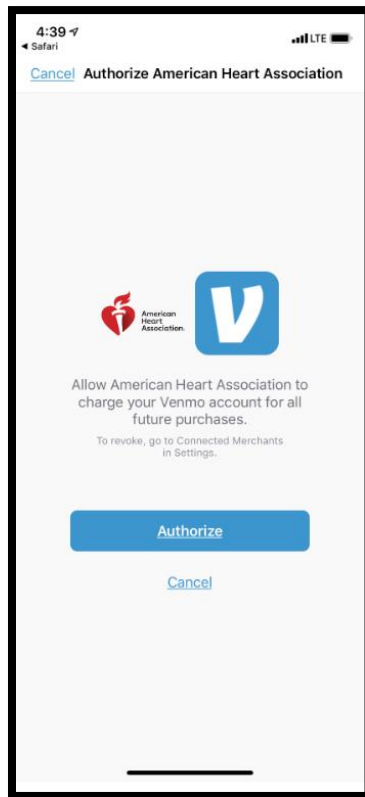 4:39
Safari
LTE
Cancel Authorize American Heart Association
American
Heart
Association.
V
Allow American Heart Association to
charge your Venmo account for all
future purchases.
To revoke, go to Connected Merchants
in Settings.
Authorize
Cancel